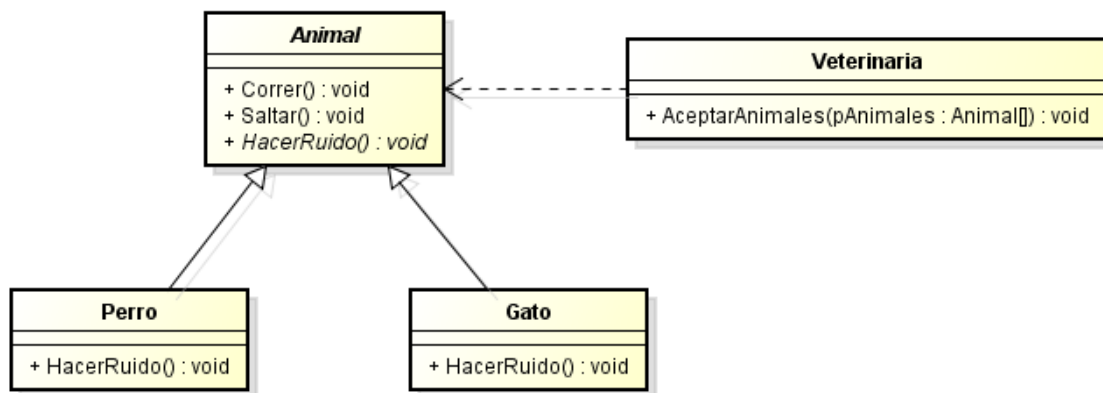 Animal
+ Correr() : void
+ Saltar() : void
+ HacerRuido() : void
Veterinaria
+ AceptarAnimales(pAnimales : Animal[]) : void
Perro
+ HacerRuido() : void
Gato
+ HacerRuido() : void